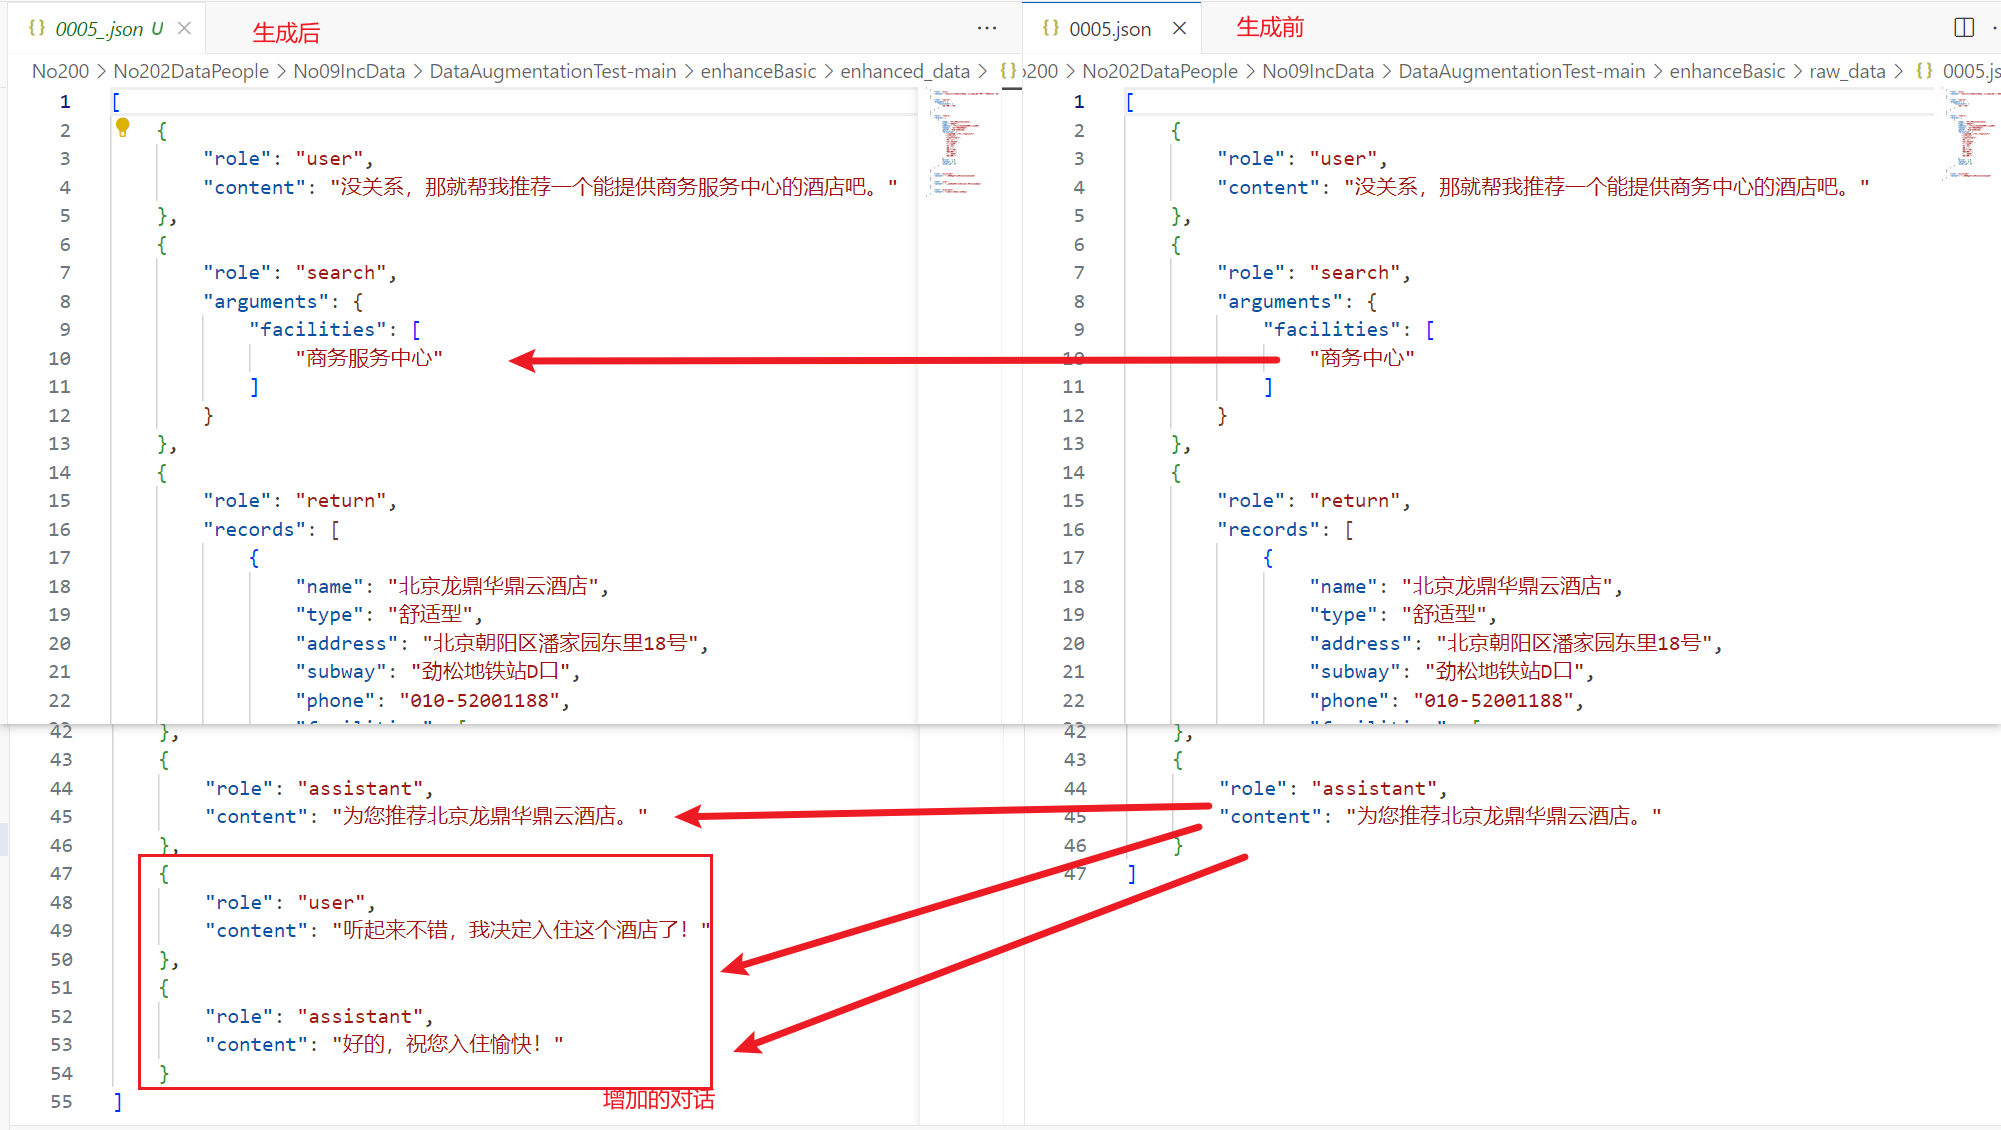 0005_.json U
生成后
0005.json
生成前
No200 > No202DataPeople > No09IncData > DataAugmentationTest-main > enhanceBasic > enhanced_data >
o200 > No202DataPeople > No09IncData > DataAugmentationTest-main > enhanceBasic > raw_data > {} 0005.js
1 [
2 {
3 "role": "user",
4 "content": "没关系，那就帮我推荐一个能提供商务服务中心的酒店吧。"
5 },
6 {
7 "role": "search",
8 "arguments": {
9 "facilities": [
10 "商务服务中心"
11 ]
12 }
13 },
14 {
15 "role": "return",
16 "records": [
17 {
18 "name": "北京龙鼎华鼎云酒店",
19 "type": "舒适型",
20 "address": "北京朝阳区潘家园东里18号",
21 "subway": "劲松地铁站D口",
22 "phone": "010-52001188",
42 },
43 {
44 "role": "assistant",
45 "content": "为您推荐北京龙鼎华鼎云酒店。"
46 },
47 {
48 "role": "user",
49 "content": "听起来不错，我决定入住这个酒店了！"
50 },
51 {
52 "role": "assistant",
53 "content": "好的，祝您入住愉快！"
54 }
55 ]
增加的对话
1 [
2 {
3 "role": "user",
4 "content": "没关系，那就帮我推荐一个能提供商务中心的酒店吧。"
5 },
6 {
7 "role": "search",
8 "arguments": {
9 "facilities": [
10 "商务中心"
11 ]
12 }
13 },
14 {
15 "role": "return",
16 "records": [
17 {
18 "name": "北京龙鼎华鼎云酒店",
19 "type": "舒适型",
20 "address": "北京朝阳区潘家园东里18号",
21 "subway": "劲松地铁站D口",
22 "phone": "010-52001188",
42 },
43 {
44 "role": "assistant",
45 "content": "为您推荐北京龙鼎华鼎云酒店。"
46 }
47 ]